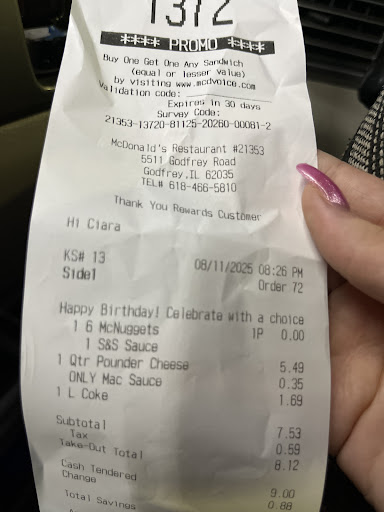 1372
**** PROMO ****
Buy One Get One Any Sandwich
(equal or lesser value)
by visiting www.mcdvoice.com
Validation code:
Expires in 30 days
Survey Code:
21353-13720-81125-20260-00081-2
McDonald's Restaurant #21353
5511 Godfrey Road
Godfrey,IL 62035
TEL# 618-466-5810
Thank You Rewards Customer
Hi Clara
KS# 13 08/11/2025 08:26 PM
Side1 Order 72
Happy Birthday! Celebrate with a choice
1 6 McNuggets 1P 0.00
1 S&S Sauce
1 Qtr Pounder Cheese 5.49
ONLY Mac Sauce 0.35
1 L Coke 1.69
Subtotal 7.53
Tax 0.59
Take-Out Total 8.12
Cash Tendered 9.00
Change 0.88
Total Savings